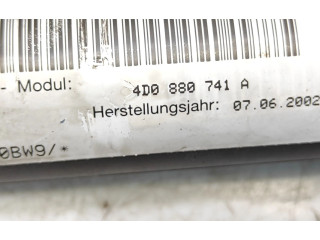 - Modul: 4D0 880 741 A
Herstellungsjahr: 07.06.2002
0BW9/*